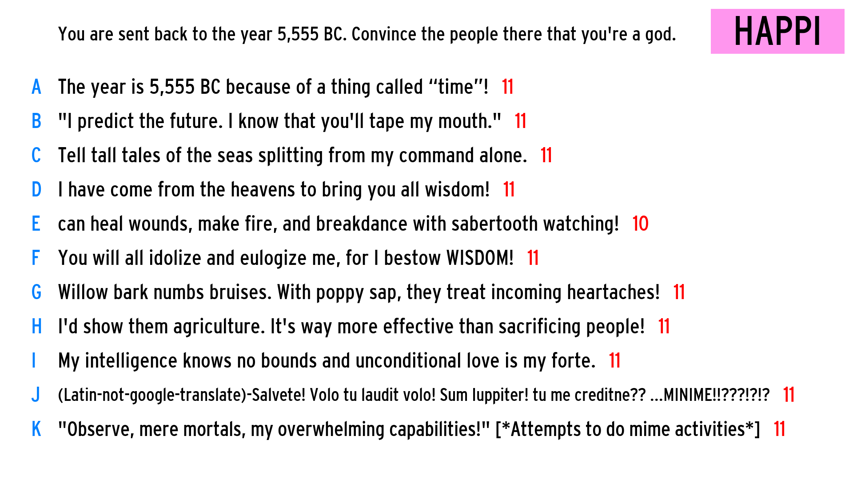 You are sent back to the year 5,555 BC. Convince the people there that you're a god.
HAPPI
A The year is 5,555 BC because of a thing called “time”! 11
B "I predict the future. I know that you'll tape my mouth." 11
C Tell tall tales of the seas splitting from my command alone. 11
D I have come from the heavens to bring you all wisdom! 11
E can heal wounds, make fire, and breakdance with sabertooth watching! 10
F You will all idolize and eulogize me, for I bestow WISDOM! 11
G Willow bark numbs bruises. With poppy sap, they treat incoming heartaches! 11
H I'd show them agriculture. It's way more effective than sacrificing people! 11
I My intelligence knows no bounds and unconditional love is my forte. 11
J (Latin-not-google-translate)-Salvete! Volo tu laudit volo! Sum Iuppiter! tu me creditne?? ...MINIME!!???!?!? 11
K "Observe, mere mortals, my overwhelming capabilities!" [*Attempts to do mime activities*] 11